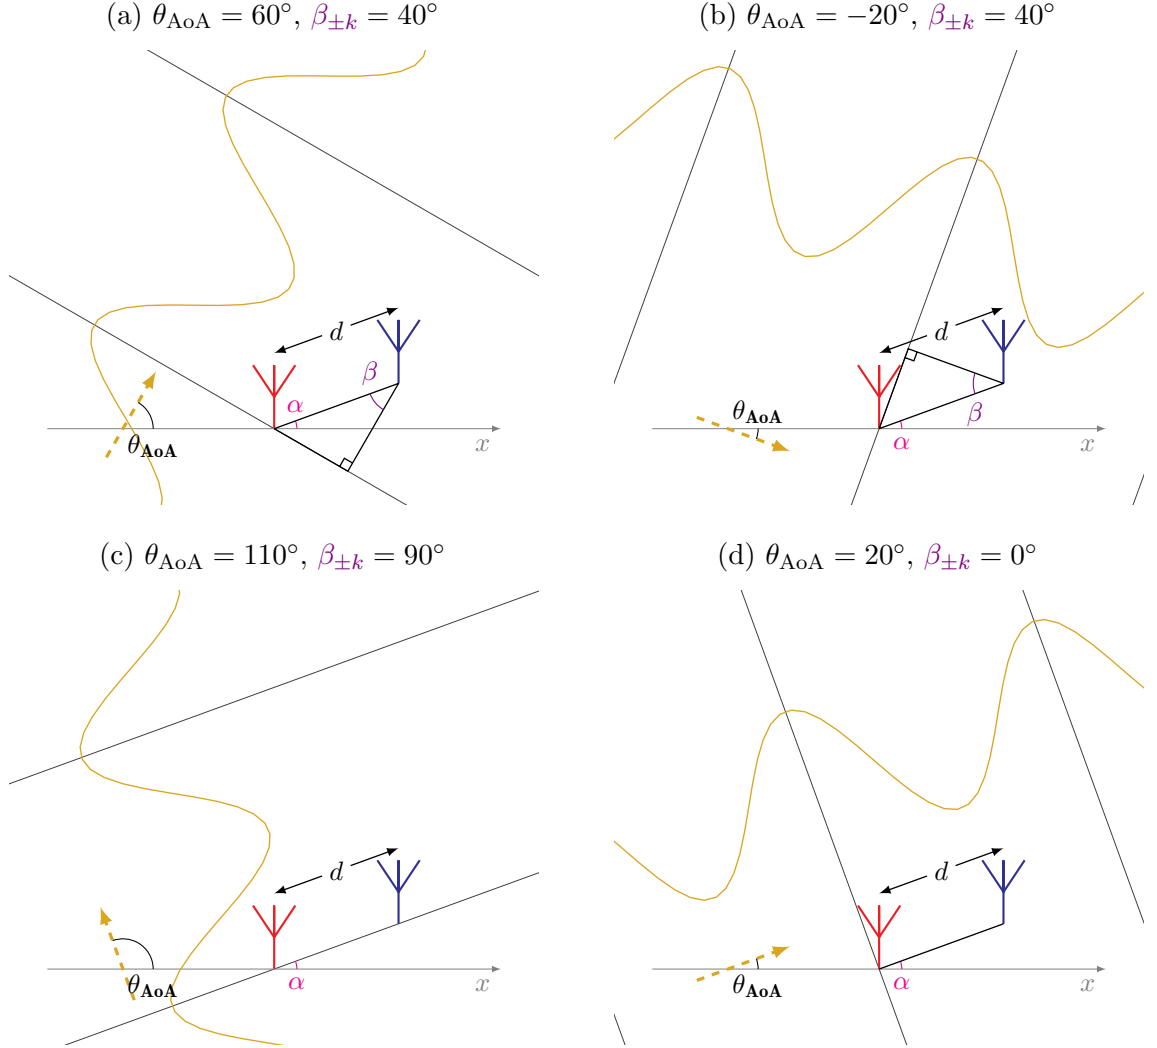 (a) θ_AoA = 60°, β_±k = 40°
d
β
α
θ_AoA
x
(b) θ_AoA = −20°, β_±k = 40°
d
θ_AoA
β
α
x
(c) θ_AoA = 110°, β_±k = 90°
d
θ_AoA
α
x
(d) θ_AoA = 20°, β_±k = 0°
d
θ_AoA
α
x